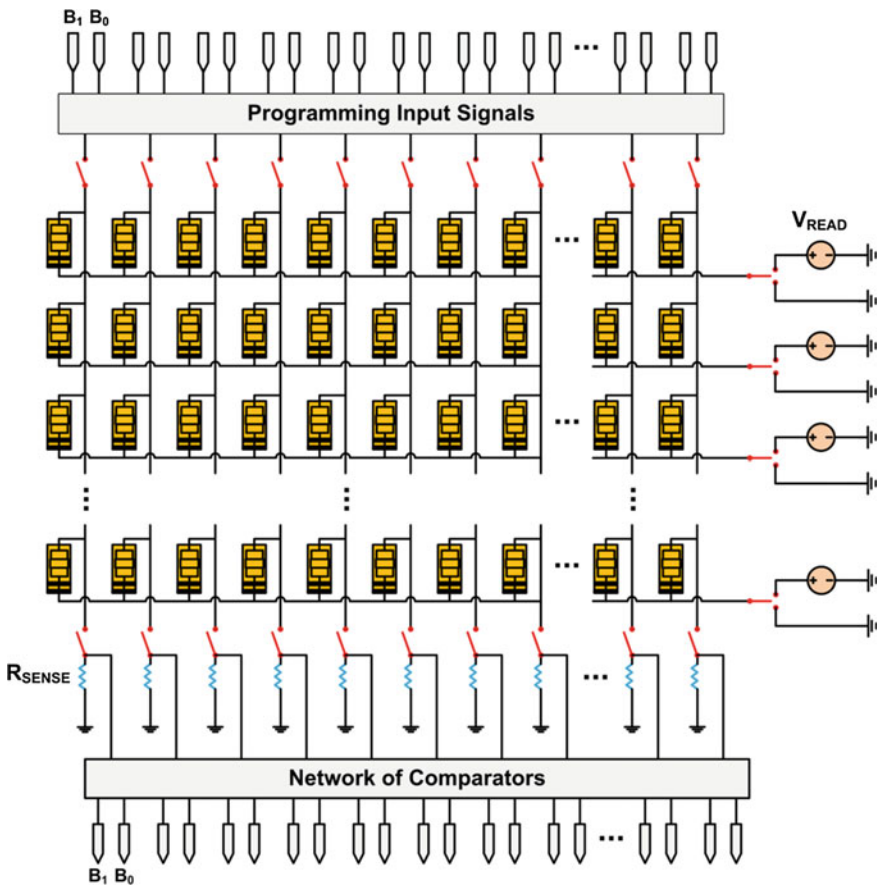 B1 B0
Programming Input Signals
VREAD
RSENSE
Network of Comparators
B1 B0